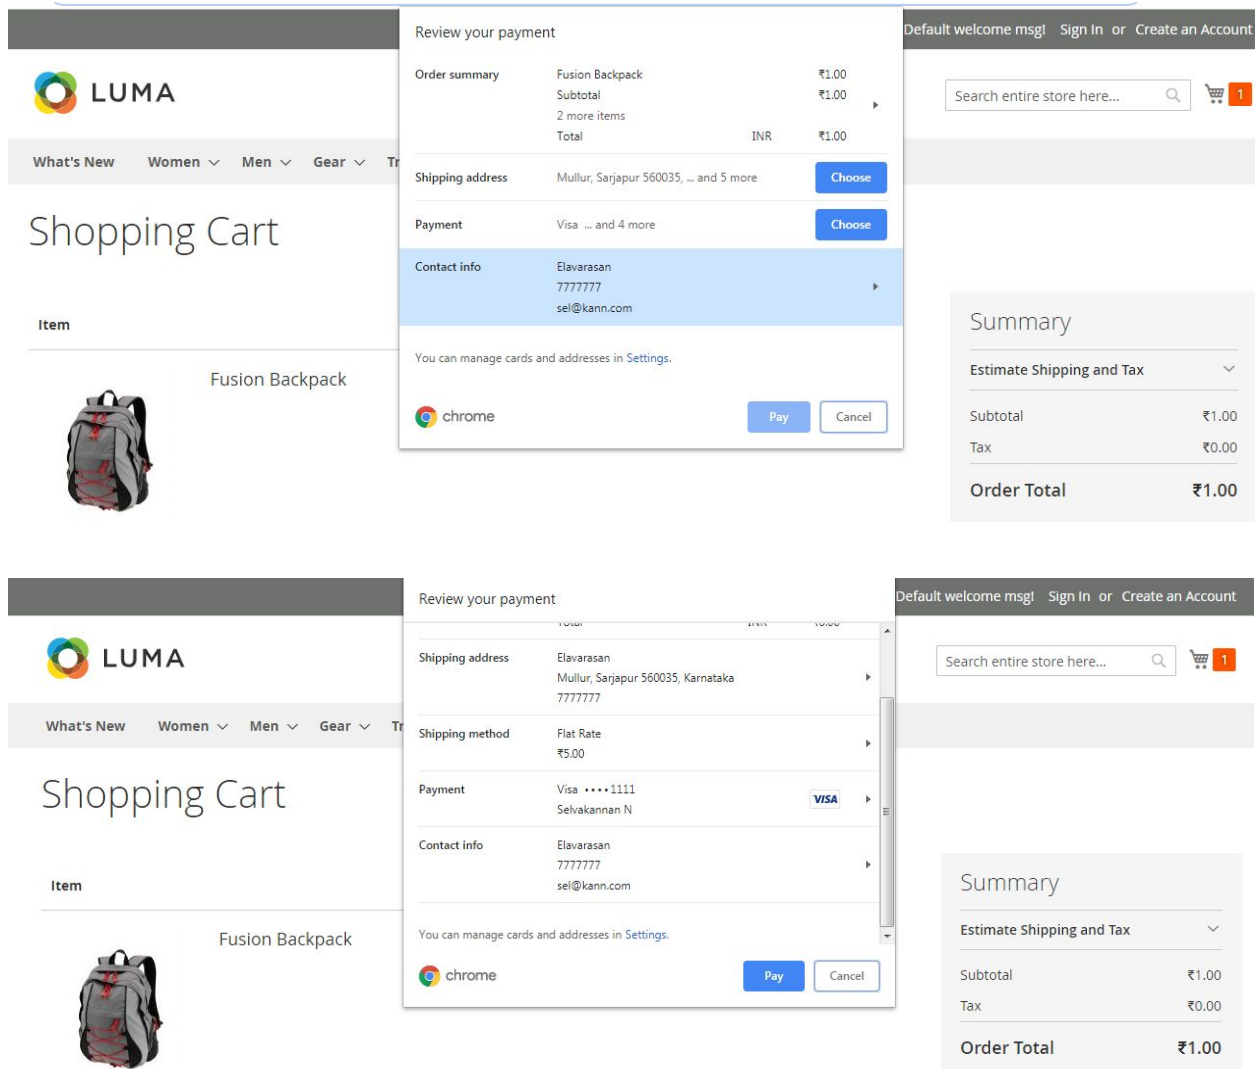 Review your payment
Default welcome msg! Sign In or Create an Account
LUMA
Search entire store here...
1
What's New Women Men Gear Tr
Order summary Fusion Backpack ₹1.00
Subtotal ₹1.00
2 more items
Total INR ₹1.00
Shipping address Mullur, Sarjapur 560035, ... and 5 more Choose
Payment Visa ... and 4 more Choose
Contact info Elavarasan
7777777
sel@kann.com
You can manage cards and addresses in Settings.
chrome Pay Cancel
Shopping Cart
Item
Fusion Backpack
Summary
Estimate Shipping and Tax
Subtotal ₹1.00
Tax ₹0.00
Order Total ₹1.00
Review your payment
Default welcome msg! Sign In or Create an Account
LUMA
Search entire store here...
1
What's New Women Men Gear Tr
Shipping address Elavarasan
Mullur, Sarjapur 560035, Karnataka
7777777
Shipping method Flat Rate
₹5.00
Payment Visa ••••1111 VISA
Selvakannan N
Contact info Elavarasan
7777777
sel@kann.com
You can manage cards and addresses in Settings.
chrome Pay Cancel
Shopping Cart
Item
Fusion Backpack
Summary
Estimate Shipping and Tax
Subtotal ₹1.00
Tax ₹0.00
Order Total ₹1.00